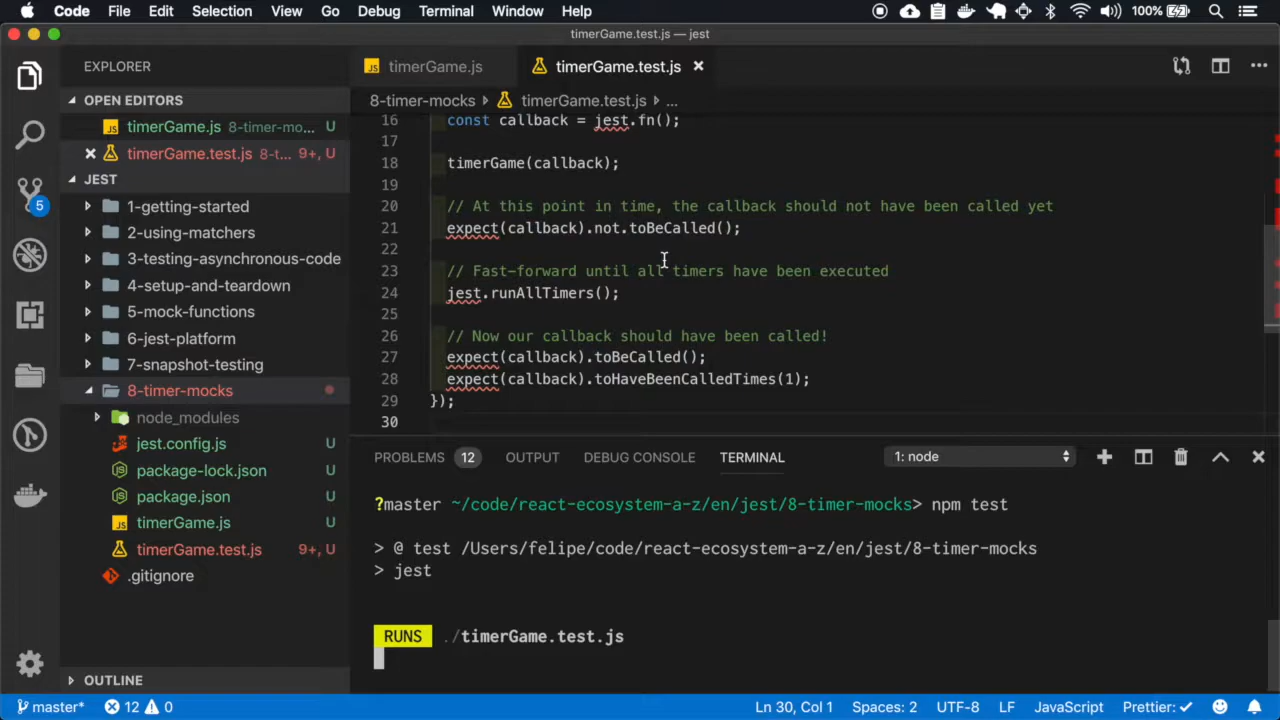 Code File Edit Selection View Go Debug Terminal Window Help 100%
timerGame.test.js — jest
EXPLORER
OPEN EDITORS
timerGame.js 8-timer-mo... U
timerGame.test.js 8-t... 9+, U
JEST
1-getting-started
2-using-matchers
3-testing-asynchronous-code
4-setup-and-teardown
5-mock-functions
6-jest-platform
7-snapshot-testing
8-timer-mocks
node_modules
jest.config.js U
package-lock.json U
package.json U
JS timerGame.js U
timerGame.test.js 9+, U
.gitignore
OUTLINE
5
JS timerGame.js timerGame.test.js
8-timer-mocks timerGame.test.js ...
16 const callback = jest.fn();
17
18 timerGame(callback);
19
20 // At this point in time, the callback should not have been called yet
21 expect(callback).not.toBeCalled();
22
23 // Fast-forward until all timers have been executed
24 jest.runAllTimers();
25
26 // Now our callback should have been called!
27 expect(callback).toBeCalled();
28 expect(callback).toHaveBeenCalledTimes(1);
29 });
30
PROBLEMS 12 OUTPUT DEBUG CONSOLE TERMINAL 1: node
?master ~/code/react-ecosystem-a-z/en/jest/8-timer-mocks> npm test
> @ test /Users/felipe/code/react-ecosystem-a-z/en/jest/8-timer-mocks
> jest
RUNS ./timerGame.test.js
master* 12 0 Ln 30, Col 1 Spaces: 2 UTF-8 LF JavaScript Prettier: ✓